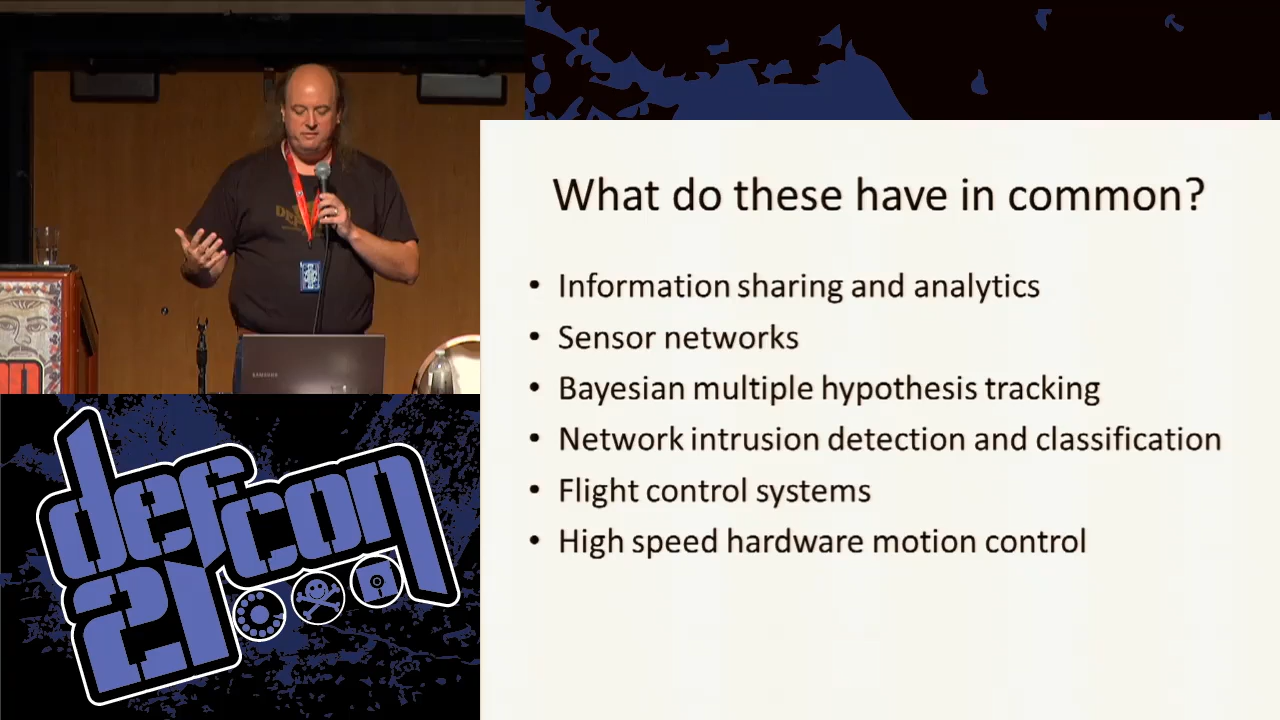 What do these have in common?
• Information sharing and analytics
• Sensor networks
• Bayesian multiple hypothesis tracking
• Network intrusion detection and classification
• Flight control systems
• High speed hardware motion control
SAMSUNG
defcon
21